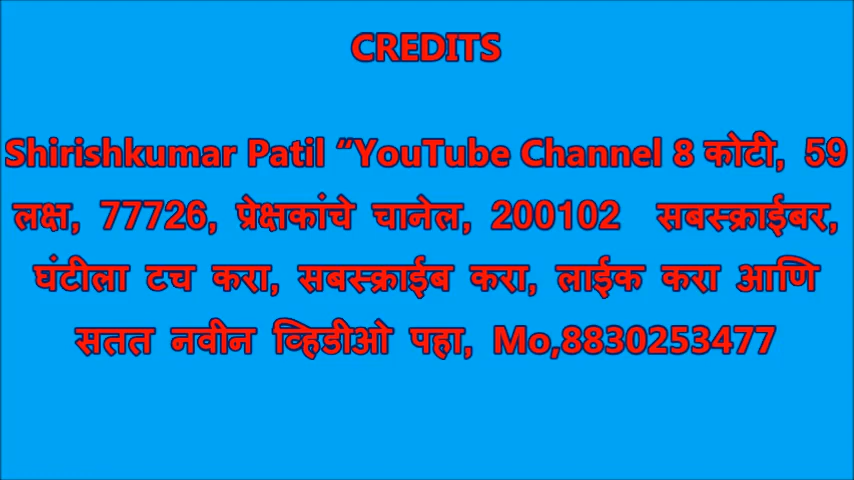 CREDITS
Shirishkumar Patil “YouTube Channel 8 कोटी, 59
लक्ष, 77726, प्रेक्षकांचे चानेल, 200102 सबस्क्राईबर,
घंटीला टच करा, सबस्क्राईब करा, लाईक करा आणि
सतत नवीन व्हिडीओ पहा, Mo,8830253477